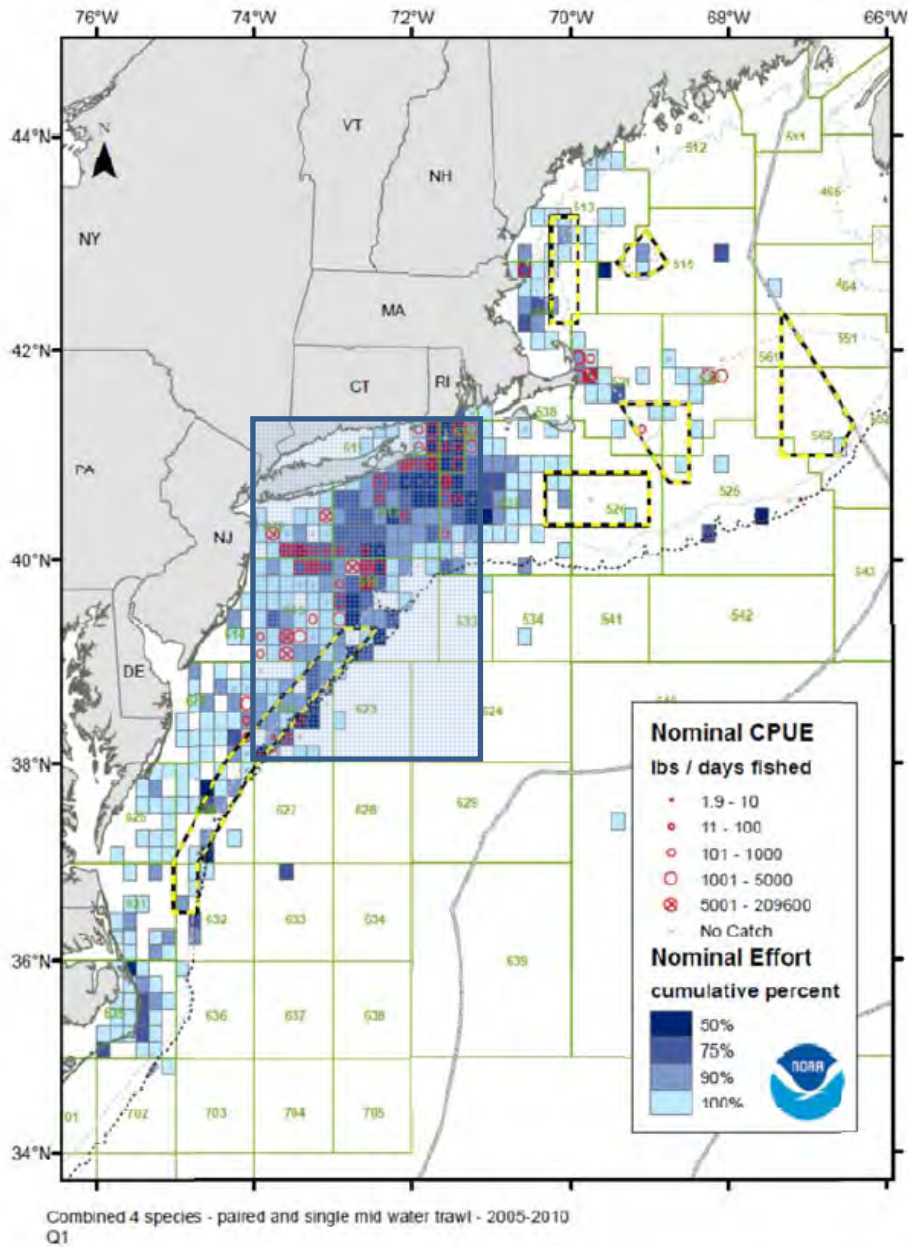 76°W 74°W 72°W 70°W 68°W 66°W
44°N
42°N
40°N
38°N
36°N
34°N
N
VT
NH
NY
MA
CT
RI
PA
NJ
DE
511
512
513
515
464
551
561
562
538
526
525
543
533
534
541
542
623
624
625
627
628
629
631
632
633
634
639
636
637
638
702
703
704
705
Nominal CPUE
lbs / days fished
1.9 - 10
11 - 100
101 - 1000
1001 - 5000
5001 - 209600
No Catch
Nominal Effort
cumulative percent
50%
75%
90%
100%
NOAA
Combined 4 species - paired and single mid water trawl - 2005-2010
Q1